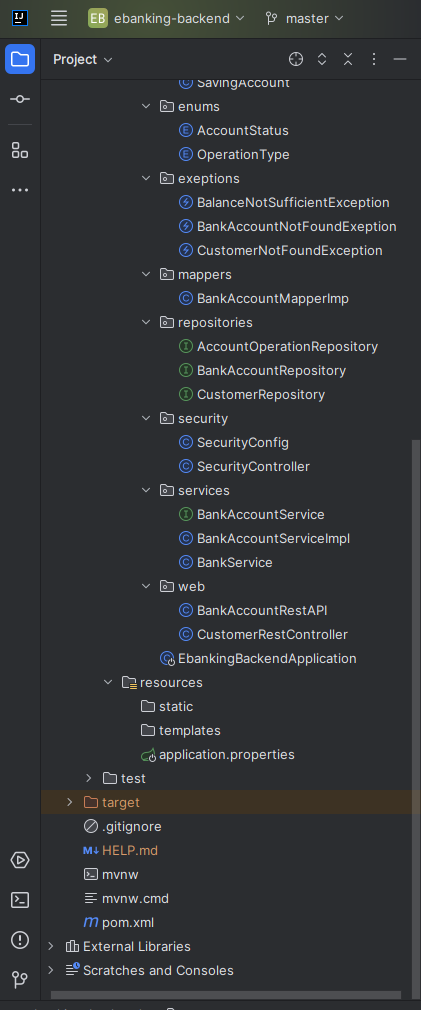 IJ
EB ebanking-backend master
Project
SavingAccount
enums
E AccountStatus
E OperationType
exeptions
BalanceNotSufficientException
BankAccountNotFoundExeption
CustomerNotFoundException
mappers
C BankAccountMapperImp
repositories
I AccountOperationRepository
I BankAccountRepository
I CustomerRepository
security
C SecurityConfig
C SecurityController
services
I BankAccountService
C BankAccountServiceImpl
C BankService
web
C BankAccountRestAPI
C CustomerRestController
EbankingBackendApplication
resources
static
templates
application.properties
test
target
.gitignore
M↓ HELP.md
mvnw
mvnw.cmd
m pom.xml
External Libraries
Scratches and Consoles